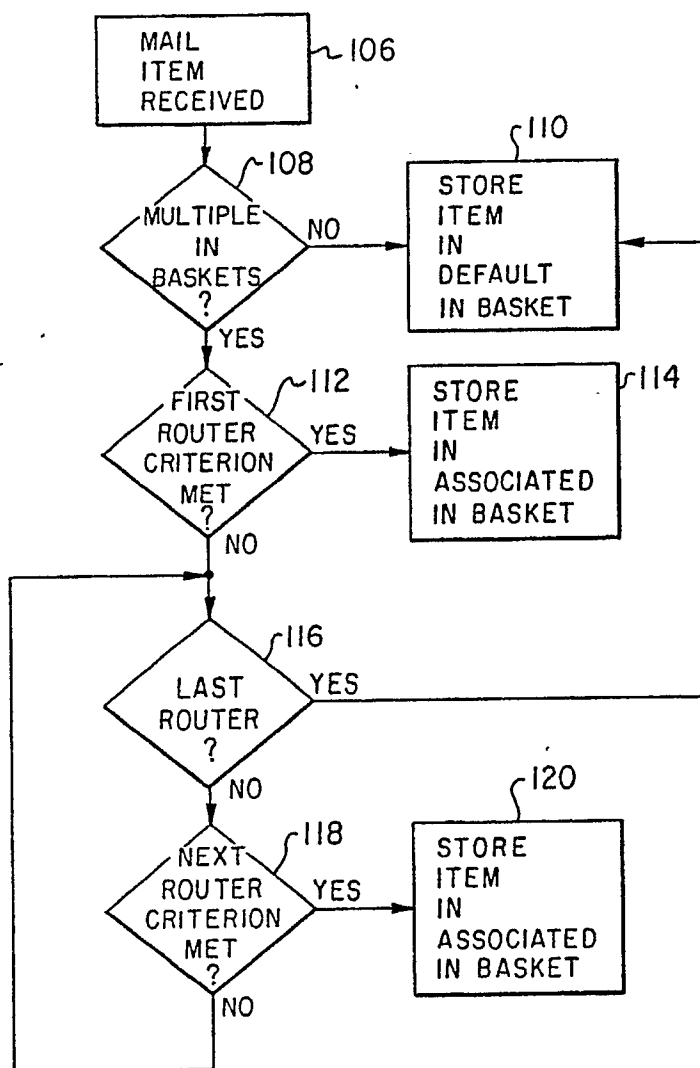 MAIL
ITEM
RECEIVED
106
108
MULTIPLE
IN
BASKETS
?
NO
YES
110
STORE
ITEM
IN
DEFAULT
IN BASKET
112
FIRST
ROUTER
CRITERION
MET
?
YES
NO
114
STORE
ITEM
IN
ASSOCIATED
IN BASKET
116
LAST
ROUTER
?
YES
NO
118
NEXT
ROUTER
CRITERION
MET
?
YES
NO
120
STORE
ITEM
IN
ASSOCIATED
IN BASKET